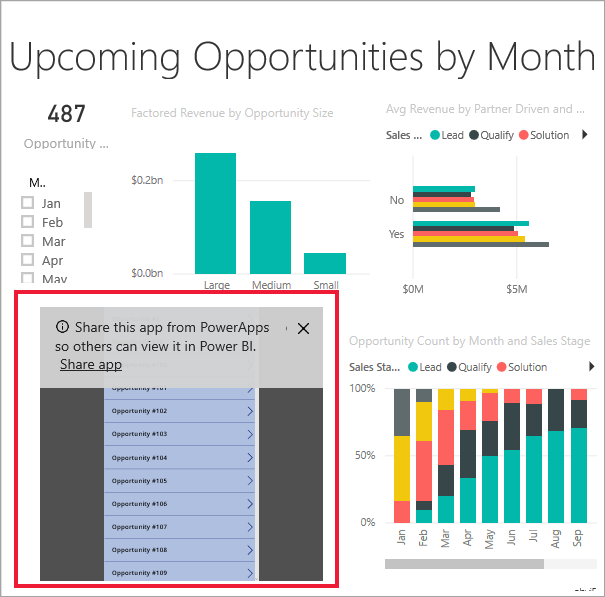 Upcoming Opportunities by Month
487
Opportunity ...
M..
Jan
Feb
Mar
Apr
May
Factored Revenue by Opportunity Size
$0.2bn
$0.0bn
Large Medium Small
Avg Revenue by Partner Driven and ...
Sales ... Lead Qualify Solution
No
Yes
$0M $5M
Share this app from PowerApps
so others can view it in Power BI.
Share app
Opportunity #101
Opportunity #102
Opportunity #103
Opportunity #104
Opportunity #105
Opportunity #106
Opportunity #107
Opportunity #108
Opportunity #109
Opportunity Count by Month and Sales Stage
Sales Sta... Lead Qualify Solution
100%
50%
0%
Jan Feb Mar Apr May Jun Jul Aug Sep